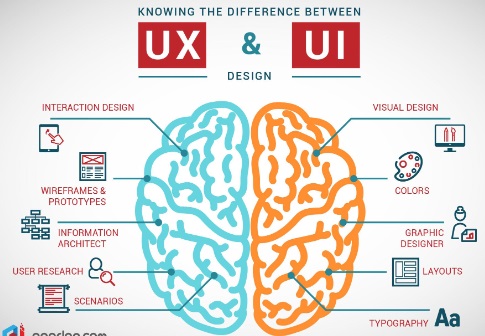 KNOWING THE DIFFERENCE BETWEEN
UX & UI
DESIGN
INTERACTION DESIGN
WIREFRAMES &
PROTOTYPES
INFORMATION
ARCHITECT
USER RESEARCH
SCENARIOS
VISUAL DESIGN
COLORS
GRAPHIC
DESIGNER
LAYOUTS
TYPOGRAPHY Aa